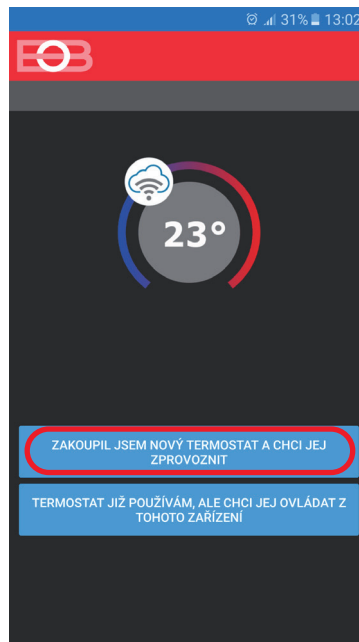 31% 13:02
EOB
23°
ZAKOUPIL JSEM NOVÝ TERMOSTAT A CHCI JEJ
ZPROVOZNIT
TERMOSTAT JIŽ POUŽÍVÁM, ALE CHCI JEJ OVLÁDAT Z
TOHOTO ZAŘÍZENÍ